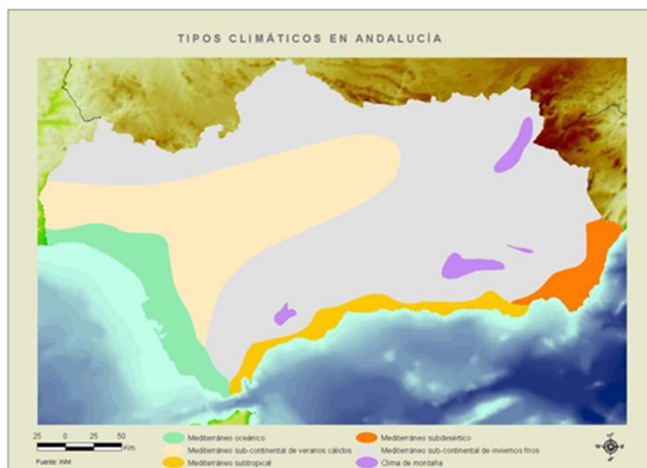 TIPOS CLIMÁTICOS EN ANDALUCÍA
25 0 25 50 Km
Fuente: INM
Mediterráneo oceánico
Mediterráneo sub-continental de veranos cálidos
Mediterráneo subtropical
Mediterráneo subdesértico
Mediterráneo sub-continental de inviernos fríos
Clima de montaña